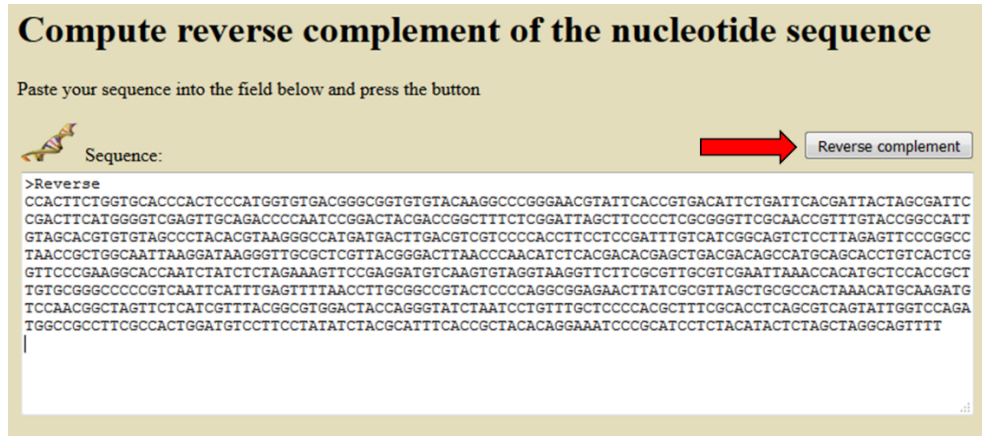 Compute reverse complement of the nucleotide sequence
Paste your sequence into the field below and press the button
Sequence:
Reverse complement
>Reverse
CCACTTCTGGTGCACCCACTCCCATGGTGTGACGGGCGGTGTGTACAAGGCCCGGGAACGTATTCACCGTGACATTCTGATTCACGATTACTAGCGATTC
CGACTTCATGGGGTCGAGTTGCAGACCCCAATCCGGACTACGACCGGCTTTCTCGGATTAGCTTCCCCTCGCGGGTTCGCAACCGTTTGTACCGGCCATT
GTAGCACGTGTGTAGCCCTACACGTAAGGGCCATGATGACTTGACGTCGTCCCCACCTTCCTCCGATTTGTCATCGGCAGTCTCCTTAGAGTTCCCGGCC
TAACCGCTGGCAATTAAGGATAAGGGTTGCGCTCGTTACGGGACTTAACCCAACATCTCACGACACGAGCTGACGACAGCCATGCAGCACCTGTCACTCG
GTTCCCGAAGGCACCAATCTATCTCTAGAAAGTTCCGAGGATGTCAAGTGTAGGTAAGGTTCTTCGCGTTGCGTCGAATTAAACCACATGCTCCACCGCT
TGTGCGGGCCCCCGTCAATTCATTTGAGTTTTAACCTTGCGGCCGTACTCCCCAGGCGGAGAACTTATCGCGTTAGCTGCGCCACTAAACATGCAAGATG
TCCAACGGCTAGTTCTCATCGTTTACGGCGTGGACTACCAGGGTATCTAATCCTGTTTGCTCCCCACGCTTTCGCACCTCAGCGTCAGTATTGGTCCAGA
TGGCCGCCTTCGCCACTGGATGTCCTTCCTATATCTACGCATTTCACCGCTACACAGGAAATCCCGCATCCTCTACATACTCTAGCTAGGCAGTTTT